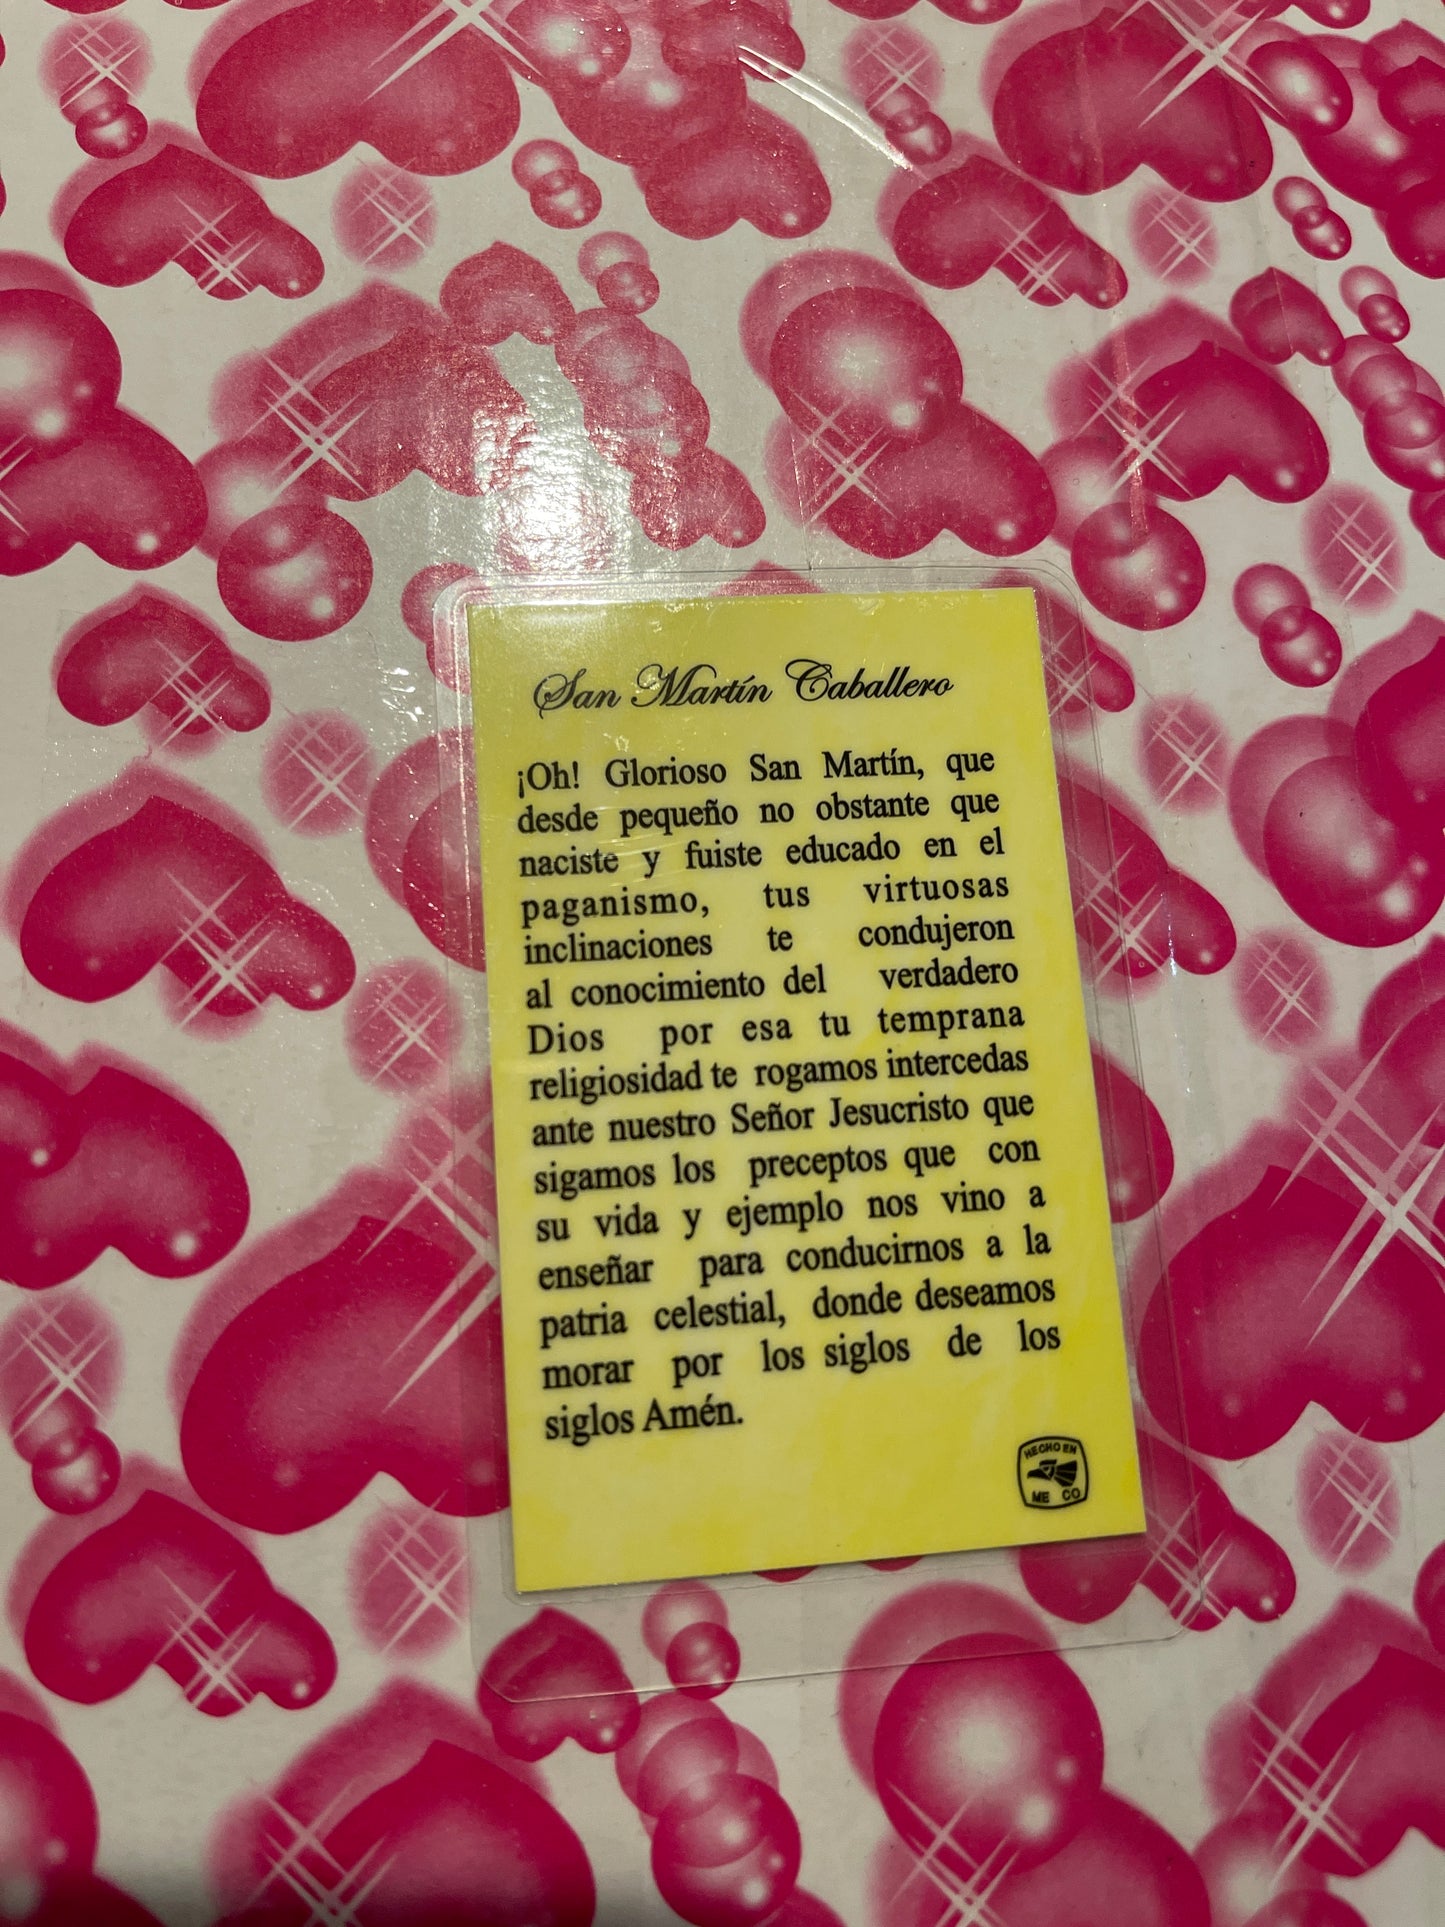 San Martín Caballero
¡Oh! Glorioso San Martín, que
desde pequeño no obstante que
naciste y fuiste educado en el
paganismo, tus virtuosas
inclinaciones te condujeron
al conocimiento del verdadero
Dios por esa tu temprana
religiosidad te rogamos intercedas
ante nuestro Señor Jesucristo que
sigamos los preceptos que con
su vida y ejemplo nos vino a
enseñar para conducirnos a la
patria celestial, donde deseamos
morar por los siglos de los
siglos Amén.
HECHO EN
ME CO